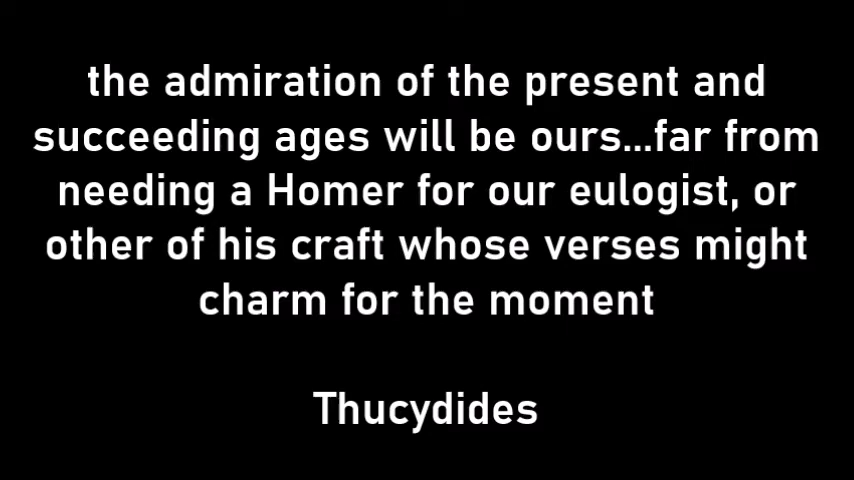 the admiration of the present and
succeeding ages will be ours...far from
needing a Homer for our eulogist, or
other of his craft whose verses might
charm for the moment
Thucydides